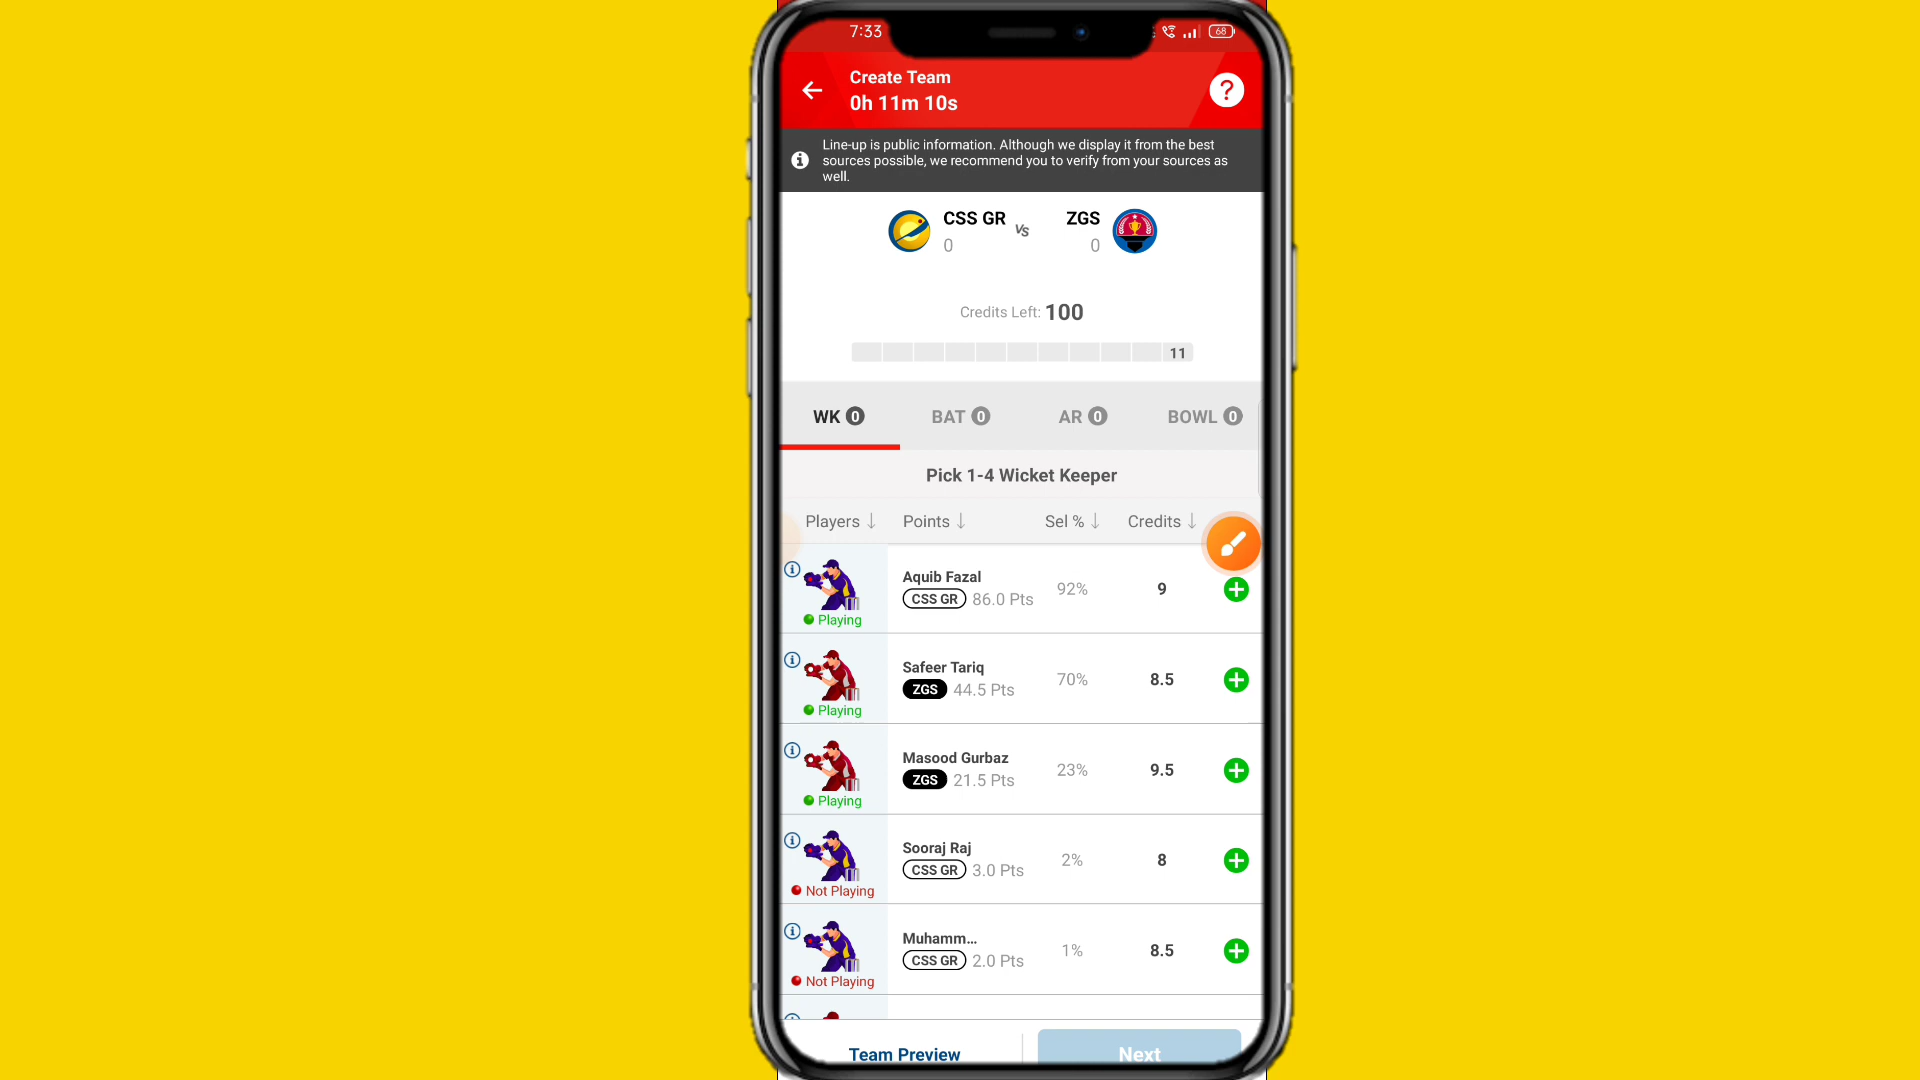 7:33
68
Create Team
0h 11m 10s
?
Line-up is public information. Although we display it from the best
sources possible, we recommend you to verify from your sources as
well.
CSS GR
0
Vs
ZGS
0
Credits Left: 100
11
WK 0
BAT 0
AR 0
BOWL 0
Pick 1-4 Wicket Keeper
Players ↓ Points ↓ Sel % ↓ Credits ↓
Aquib Fazal
CSS GR 86.0 Pts 92% 9
Playing
Safeer Tariq
ZGS 44.5 Pts 70% 8.5
Playing
Masood Gurbaz
ZGS 21.5 Pts 23% 9.5
Playing
Sooraj Raj
CSS GR 3.0 Pts 2% 8
Not Playing
Muhamm...
CSS GR 2.0 Pts 1% 8.5
Not Playing
Team Preview
Next